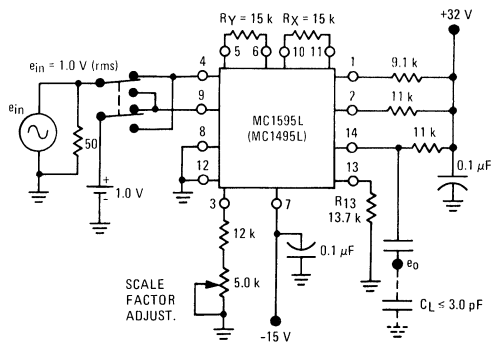 R_Y = 15 k
R_X = 15 k
+32 V
e_in = 1.0 V (rms)
5
6
10
11
4
1
9.1 k
e_in
9
MC1595L
(MC1495L)
2
11 k
50
8
14
11 k
12
13
0.1 μF
+
-
1.0 V
3
7
R13
13.7 k
12 k
0.1 μF
e_o
SCALE
FACTOR
ADJUST.
5.0 k
C_L ≤ 3.0 pF
-15 V